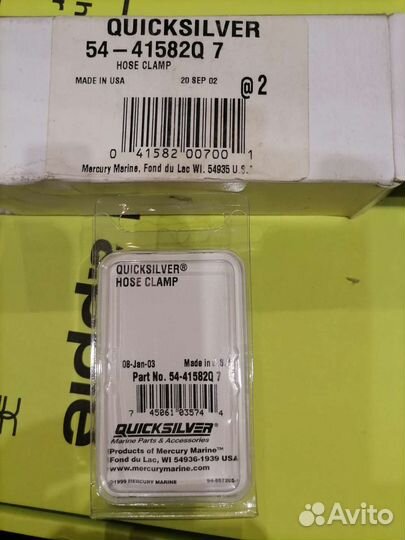 QUICKSILVER
54-41582Q 7
HOSE CLAMP
MADE IN USA 20 SEP 02
@2
0 41582 00700 1
Mercury Marine, Fond du Lac WI. 54935 U.S.
QUICKSILVER®
HOSE CLAMP
08-Jan-03 Made in
Part No. 54-41582Q 7
7 45061 03574 4
QUICKSILVER®
Marine Parts & Accessories
Products of Mercury Marine™
Fond du Lac, WI 54936-1939 USA
www.mercurymarine.com
©1999 MERCURY MARINE
Avito